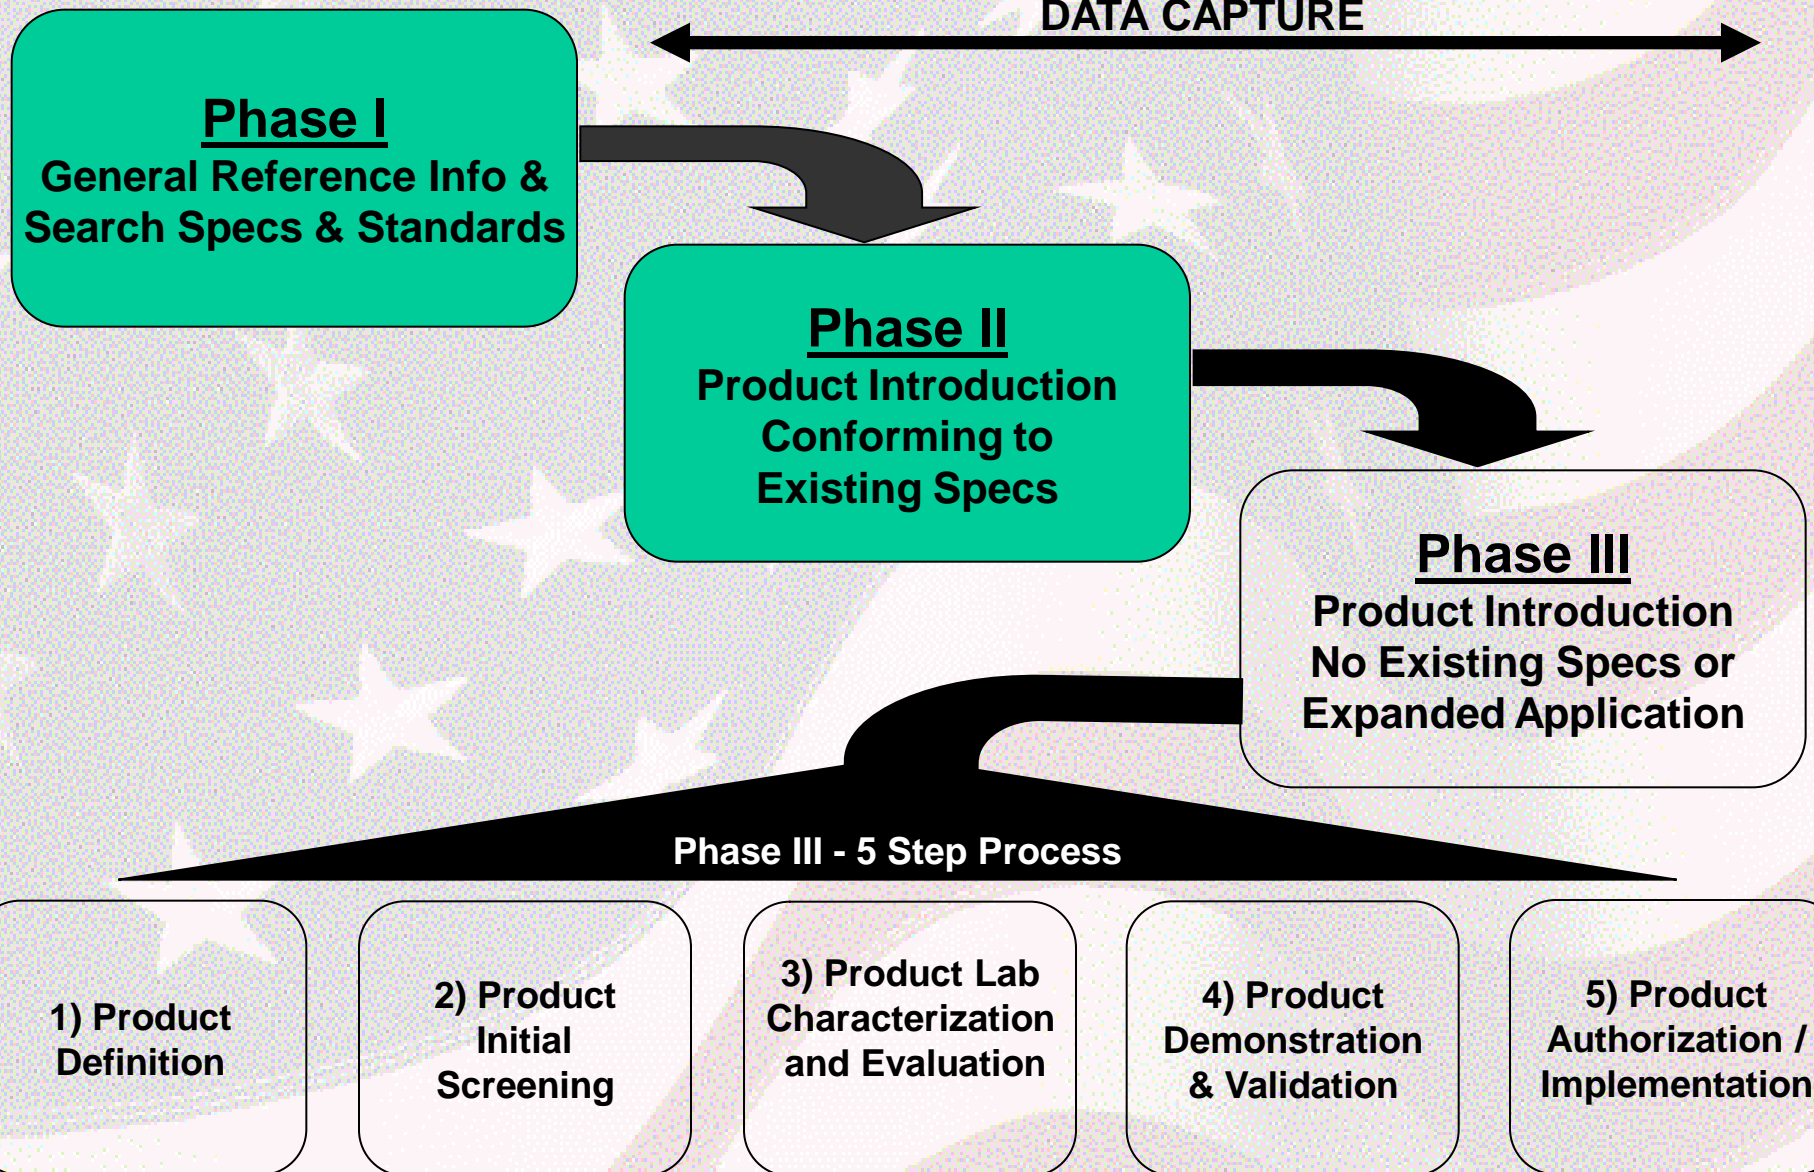 DATA CAPTURE
Phase I
General Reference Info &
Search Specs & Standards
Phase II
Product Introduction
Conforming to
Existing Specs
Phase III
Product Introduction
No Existing Specs or
Expanded Application
Phase III - 5 Step Process
1) Product
Definition
2) Product
Initial
Screening
3) Product Lab
Characterization
and Evaluation
4) Product
Demonstration
& Validation
5) Product
Authorization /
Implementation